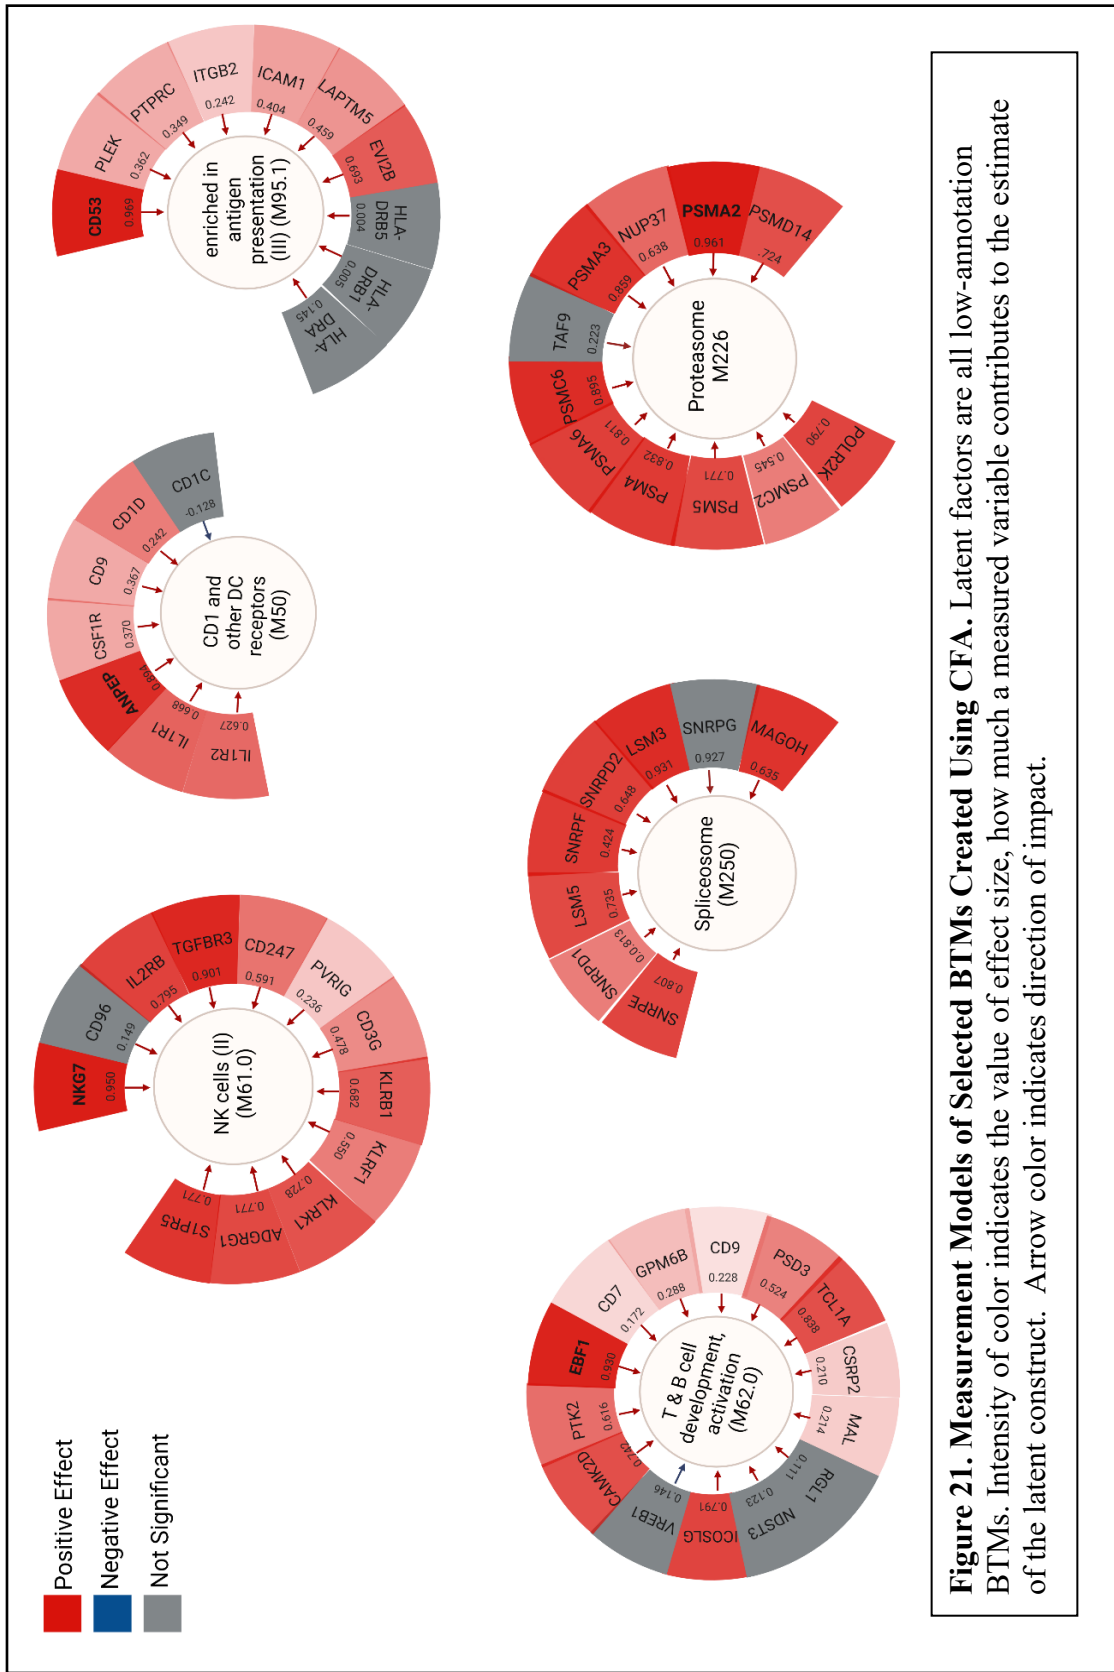 Positive Effect
Negative Effect
Not Significant
NKG7
0.950
CD96
0.149
IL2RB
0.795
TGFBR3
0.901
CD247
0.591
PVRIG
0.236
CD3G
0.478
KLRB1
0.682
KLRF1
0.550
KLRK1
0.728
ADGRG1
0.771
S1PR5
0.771
NK cells (II)
(M61.0)
IL1R2
0.627
IL1R1
0.668
ANPEP
0.894
CSF1R
0.370
CD9
0.367
CD1D
0.242
CD1C
-0.128
CD1 and
other DC
receptors
(M50)
CD53
0.969
PLEK
0.362
PTPRC
0.349
ITGB2
0.242
ICAM1
0.404
LAPTM5
0.459
EVI2B
0.693
HLA-
DRB5
0.004
HLA-
DRB1
0.005
HLA-
DRA
0.145
enriched in
antigen
presentation
(III) (M95.1)
EBF1
0.930
CD7
0.172
GPM6B
0.288
CD9
0.228
PSD3
0.524
TCL1A
0.838
CSRP2
0.210
MAL
0.214
RGL1
0.111
NDST3
0.123
ICOSLG
0.791
VREB1
0.146
CAMK2D
0.742
PTK2
0.616
T & B cell
development,
activation
(M62.0)
SNRPE
0.807
SNRPD1
0.0.813
LSM5
0.735
SNRPF
0.424
SNRPD2
0.648
LSM3
0.931
SNRPG
0.927
MAGOH
0.635
Spliceosome
(M250)
POLR2K
0.790
PSMC2
0.545
PSM5
0.771
PSM4
0.832
PSMA6
0.811
PSMC6
0.895
TAF9
0.223
PSMA3
0.859
NUP37
0.638
PSMA2
0.961
PSMD14
.724
Proteasome
M226
Figure 21. Measurement Models of Selected BTMs Created Using CFA. Latent factors are all low-annotation
BTMs. Intensity of color indicates the value of effect size, how much a measured variable contributes to the estimate
of the latent construct. Arrow color indicates direction of impact.